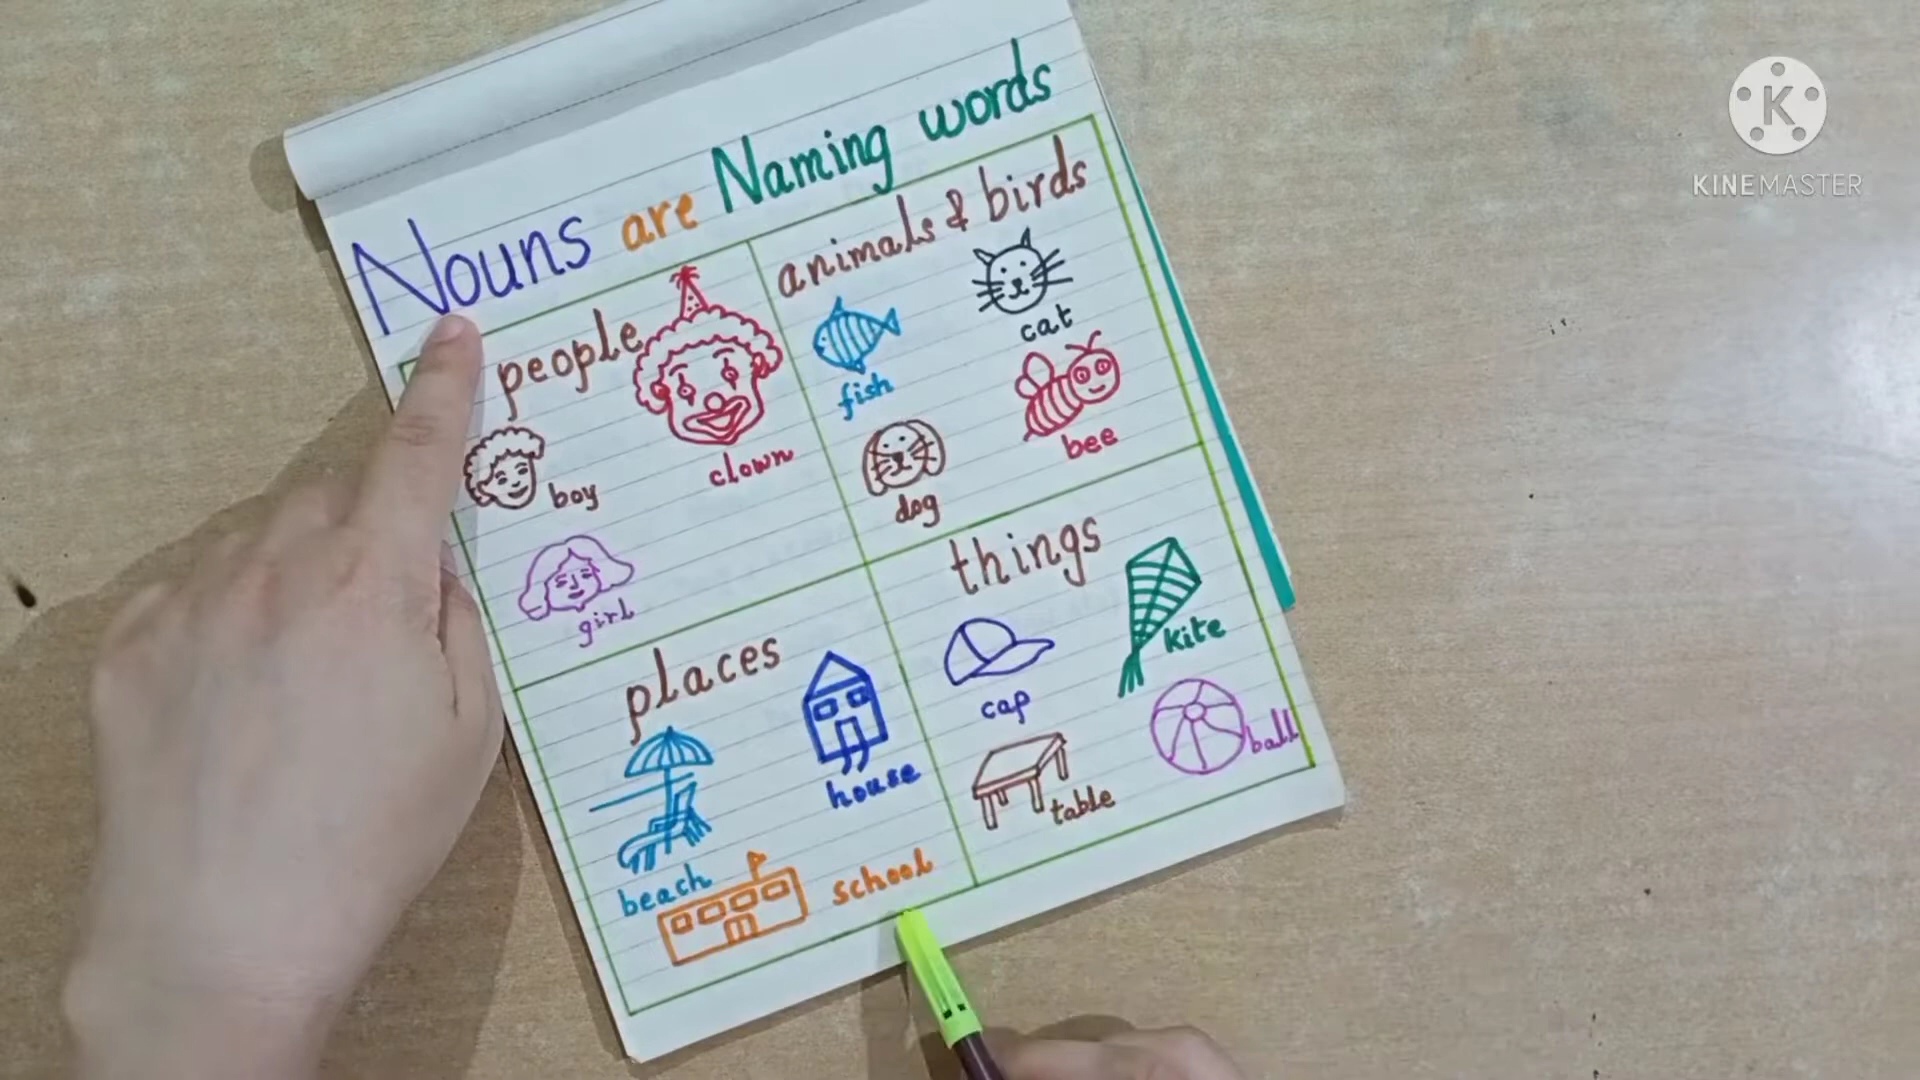 Nouns are Naming words
people
clown
boy
girl
animals & birds
cat
fish
bee
dog
places
house
beach
school
things
kite
cap
ball
table
K
KINEMASTER